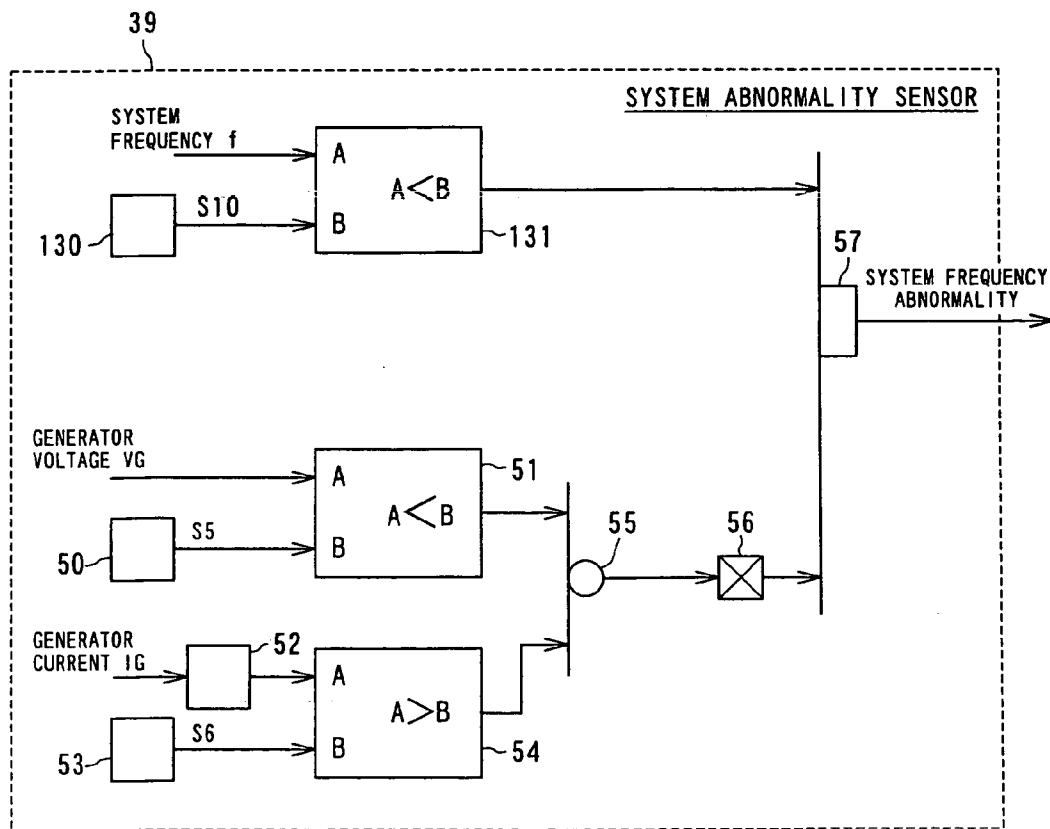 39
SYSTEM ABNORMALITY SENSOR
SYSTEM
FREQUENCY f
A
A<B
S10
B
130
131
57
SYSTEM FREQUENCY
ABNORMALITY
GENERATOR
VOLTAGE VG
A
51
A<B
S5
B
50
55
56
GENERATOR
CURRENT IG
52
A
A>B
S6
B
53
54